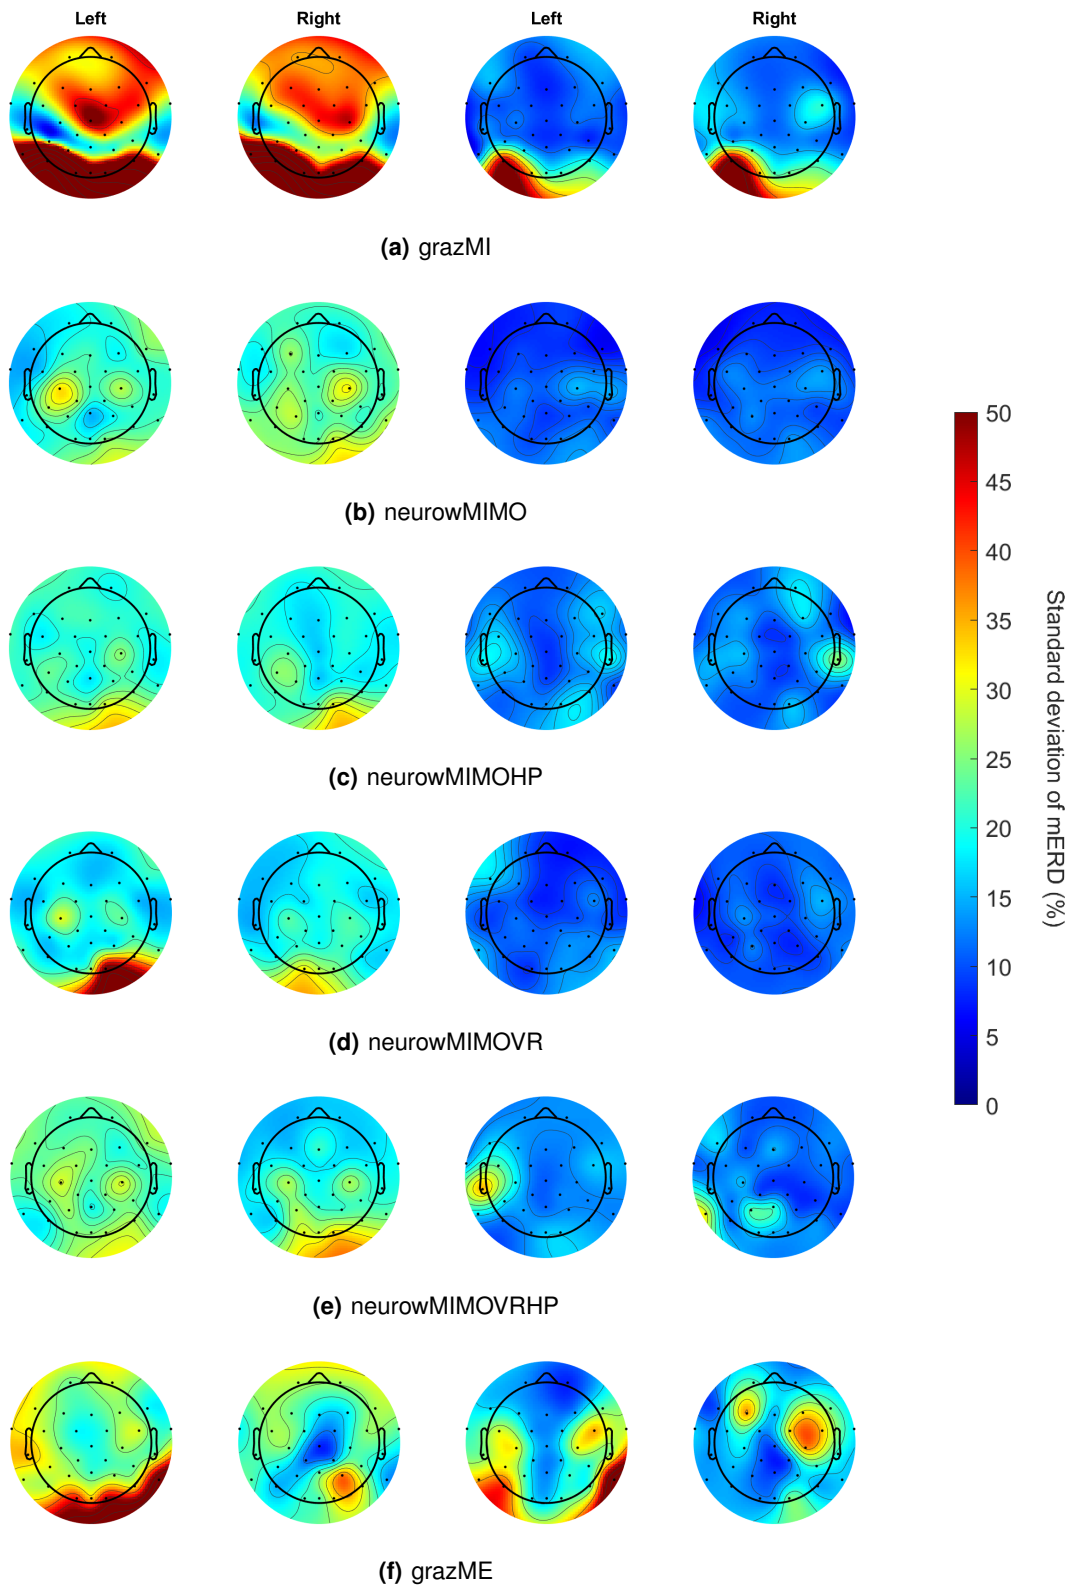 Left Right Left Right
(a) grazMI
(b) neurowMIMO
(c) neurowMIMOHP
(d) neurowMIMOVR
(e) neurowMIMOVRHP
(f) grazME
50
45
40
35
30
25
20
15
10
5
0
Standard deviation of mERD (%)